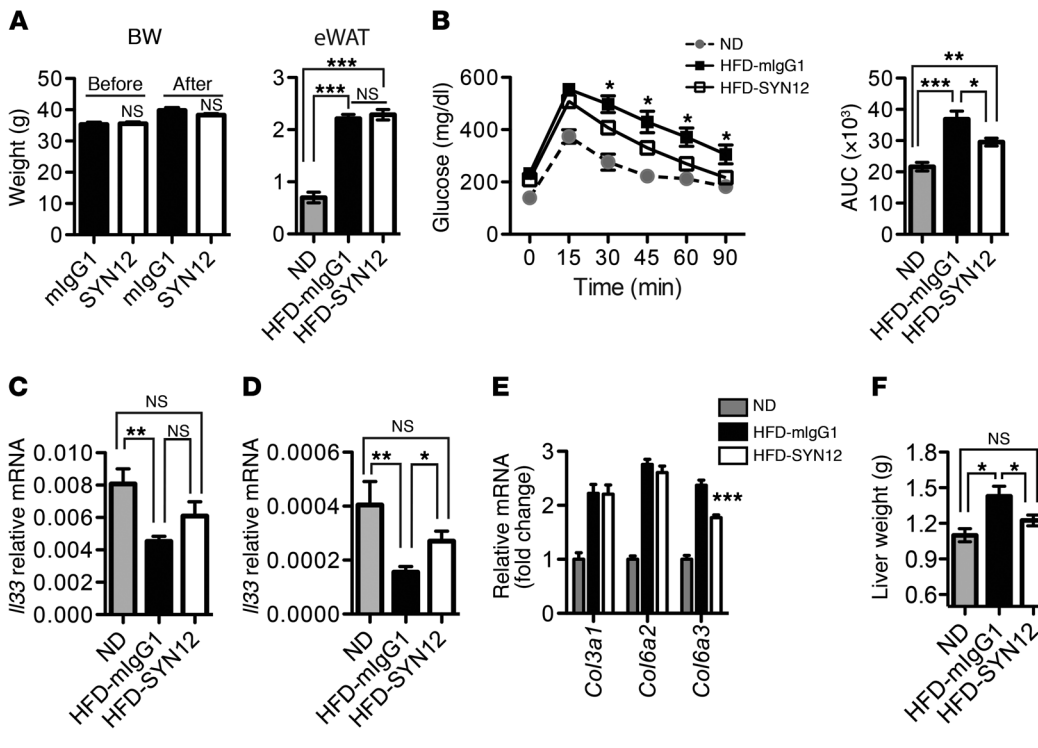 A
BW
Before
After
NS
NS
Weight (g)
50
40
30
20
10
0
mIgG1
SYN12
mIgG1
SYN12
eWAT
***
***
NS
3
2
1
0
ND
HFD-mIgG1
HFD-SYN12
B
ND
HFD-mIgG1
HFD-SYN12
Glucose (mg/dl)
600
400
200
0
*
*
*
*
0
15
30
45
60
90
Time (min)
**
***
*
AUC (×10³)
50
40
30
20
10
0
ND
HFD-mIgG1
HFD-SYN12
C
NS
**
NS
Il33 relative mRNA
0.010
0.008
0.006
0.004
0.002
0.000
ND
HFD-mIgG1
HFD-SYN12
D
NS
**
*
Il33 relative mRNA
0.0006
0.0004
0.0002
0.0000
ND
HFD-mIgG1
HFD-SYN12
E
ND
HFD-mIgG1
HFD-SYN12
Relative mRNA
(fold change)
3
2
1
0
***
Col3a1
Col6a2
Col6a3
F
NS
*
*
Liver weight (g)
1.8
1.5
1.2
0.9
0.6
ND
HFD-mIgG1
HFD-SYN12